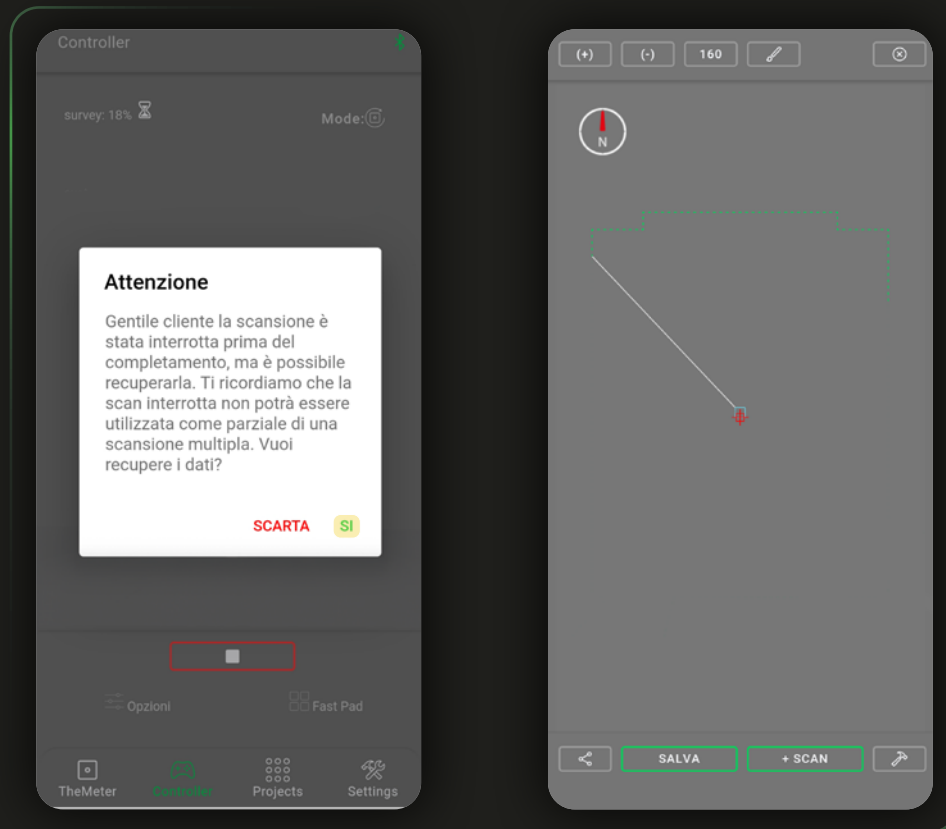 Controller
survey: 18%
Mode:
Attenzione
Gentile cliente la scansione è
stata interrotta prima del
completamento, ma è possibile
recuperarla. Ti ricordiamo che la
scan interrotta non potrà essere
utilizzata come parziale di una
scansione multipla. Vuoi
recupere i dati?
SCARTA SI
Opzioni Fast Pad
TheMeter Controller Projects Settings
(+) (-) 160
N
SALVA + SCAN